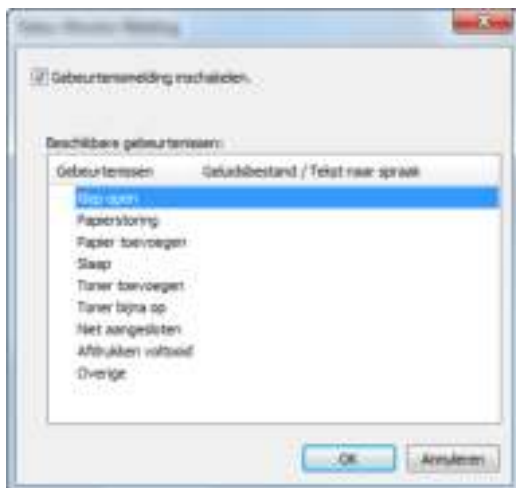 Gebeurtenismelding inschakelen.
Beschikbare gebeurtenissen:
Gebeurtenissen Geluidsbestand / Tekst naar spraak
Klep open
Papierstoring
Papier toevoegen
Slaap
Toner toevoegen
Toner bijna op
Niet aangesloten
Afdrukken voltooid
Overige
OK Annuleren